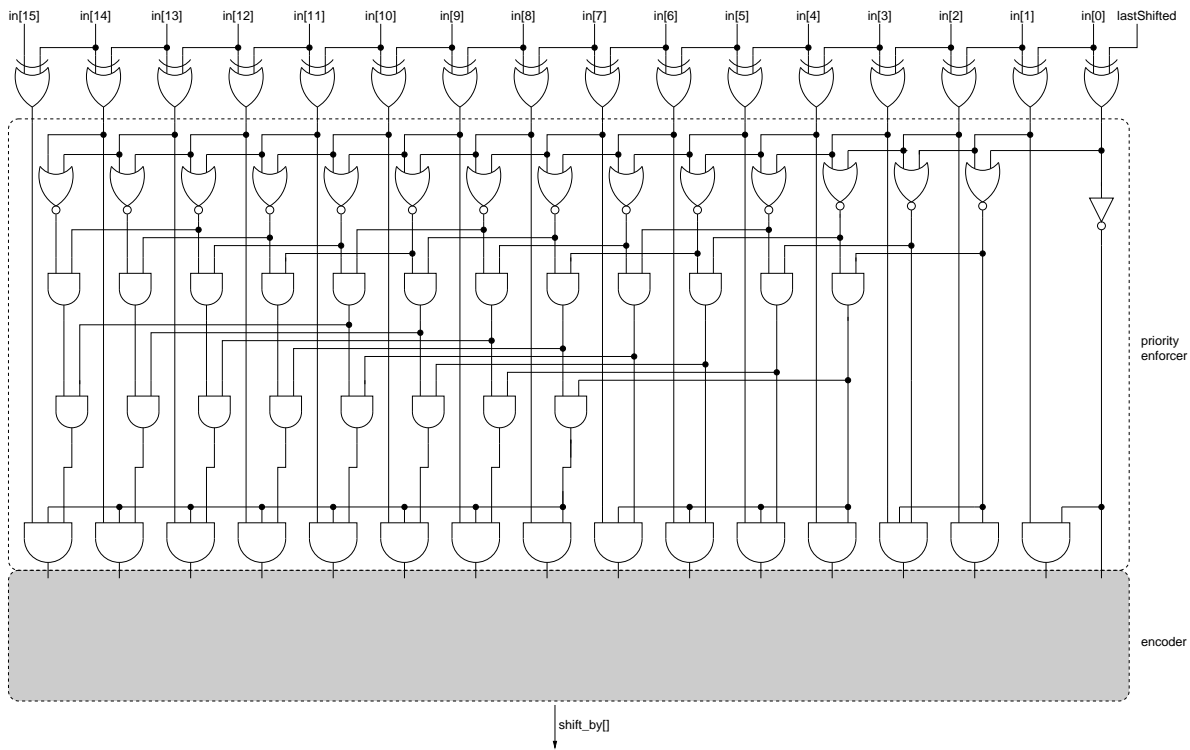 in[15] in[14] in[13] in[12] in[11] in[10] in[9] in[8] in[7] in[6] in[5] in[4] in[3] in[2] in[1] in[0] lastShifted
priority
enforcer
encoder
shift_by[]